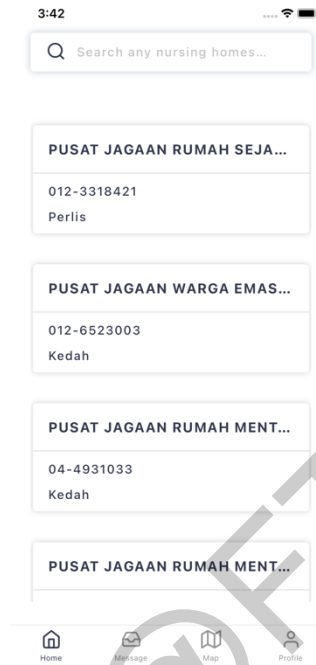 3:42
Search any nursing homes...
PUSAT JAGAAN RUMAH SEJA...
012-3318421
Perlis
PUSAT JAGAAN WARGA EMAS...
012-6523003
Kedah
PUSAT JAGAAN RUMAH MENT...
04-4931033
Kedah
PUSAT JAGAAN RUMAH MENT...
Home Message Map Profile